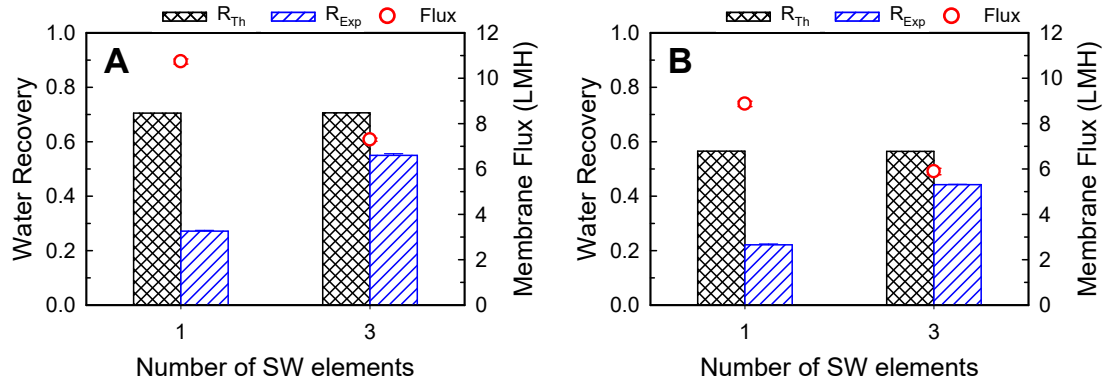 R_Th R_Exp Flux
A
1.0
0.8
0.6
0.4
0.2
0.0
Water Recovery
12
10
8
6
4
2
0
Membrane Flux (LMH)
1 3
Number of SW elements
R_Th R_Exp Flux
B
1.0
0.8
0.6
0.4
0.2
0.0
Water Recovery
12
10
8
6
4
2
0
Membrane Flux (LMH)
1 3
Number of SW elements